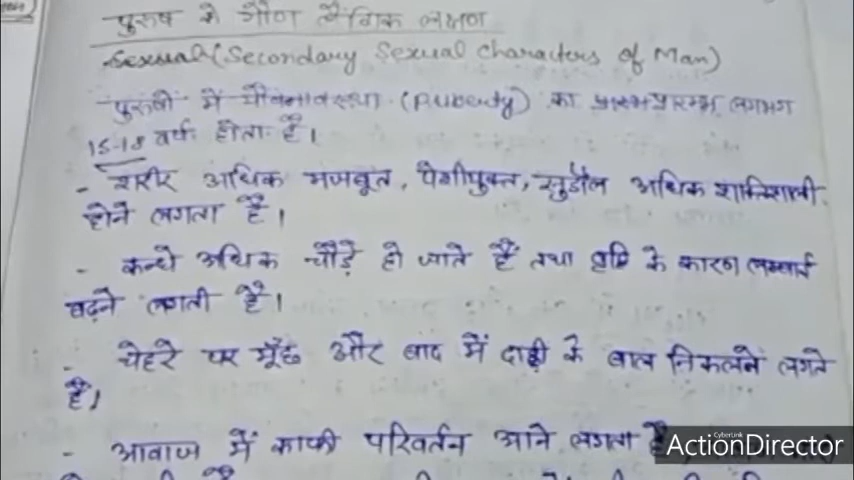 पुरुष मे गौण लैंगिक लक्षण
Sexual (Secondary Sexual Characters of Man)
पुरुषो में यौवनावस्था (Puberty) का प्रारम्भ लगभग
15-18 वर्ष होता है।
- शरीर अधिक मजबूत, पेशीयुक्त, सुडौल अधिक शाक्तिशाली
होने लगता है।
- कन्धे अधिक चौड़े हो जाते हैं तथा के कारण लम्बाई
बढ़ने लगती है।
- चेहरे पर मूँछ और बाद में दाढ़ी के बाल निकलने लगते
है।
- आवाज में काफी परिवर्तन आने लगता है
CyberLink
ActionDirector